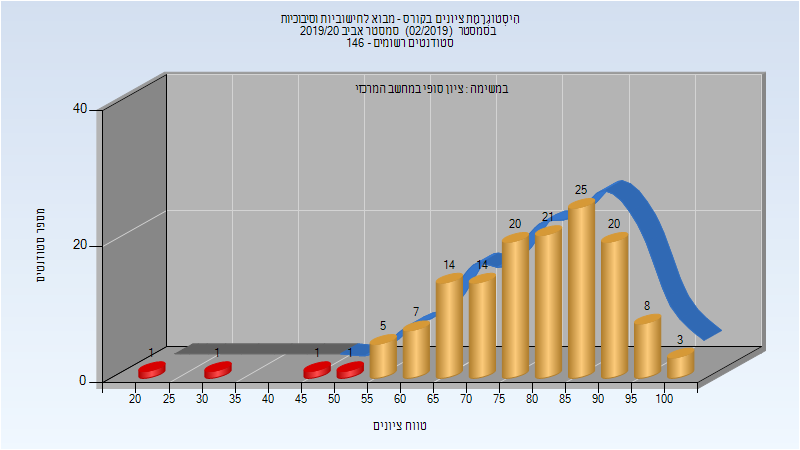 היסטוגרמת ציונים בקורס - מבוא לחישוביות וסיבוכיות
בסמסטר (02/2019) סמסטר אביב 2019/20
סטודנטים רשומים - 146
במשימה : ציון סופי במחשב המרכזי
40
20
0
מספר סטודנטים
1 1 1 1 5 7 14 14 20 21 25 20 8 3
20 25 30 35 40 45 50 55 60 65 70 75 80 85 90 95 100
טווח ציונים